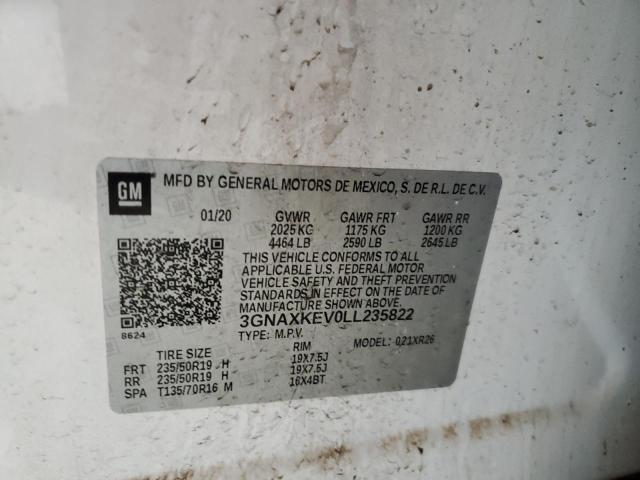 GM MFD BY GENERAL MOTORS DE MEXICO, S. DE R.L. DE C.V.
01/20 GVWR GAWR FRT GAWR RR
2025 KG 1175 KG 1200 KG
4464 LB 2590 LB 2645 LB
THIS VEHICLE CONFORMS TO ALL
APPLICABLE U.S. FEDERAL MOTOR
VEHICLE SAFETY AND THEFT PREVENTION
STANDARDS IN EFFECT ON THE DATE OF
MANUFACTURE SHOWN ABOVE.
8624 3GNAXKEV0LL235822
TYPE: M.P.V. MODEL: 0,21XR26
TIRE SIZE RIM
FRT 235/50R19 H 19X7.5J
RR 235/50R19 H 19X7.5J
SPA T135/70R16 M 16X4BT